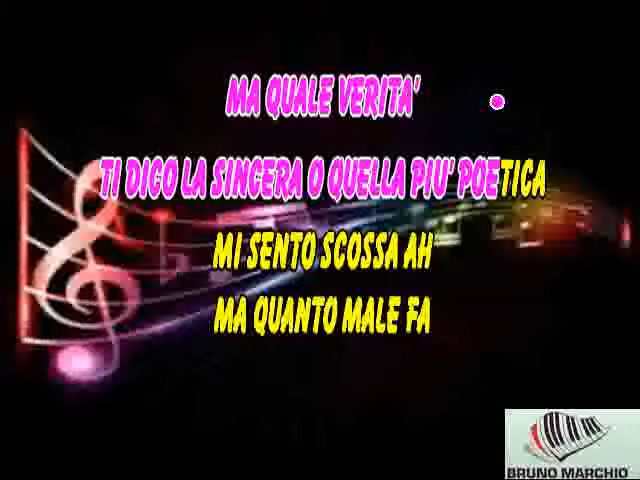 MA QUALE VERITA'
TI DICO LA SINCERA O QUELLA PIU' POETICA
MI SENTO SCOSSA AH
MA QUANTO MALE FA
BRUNO MARCHIO